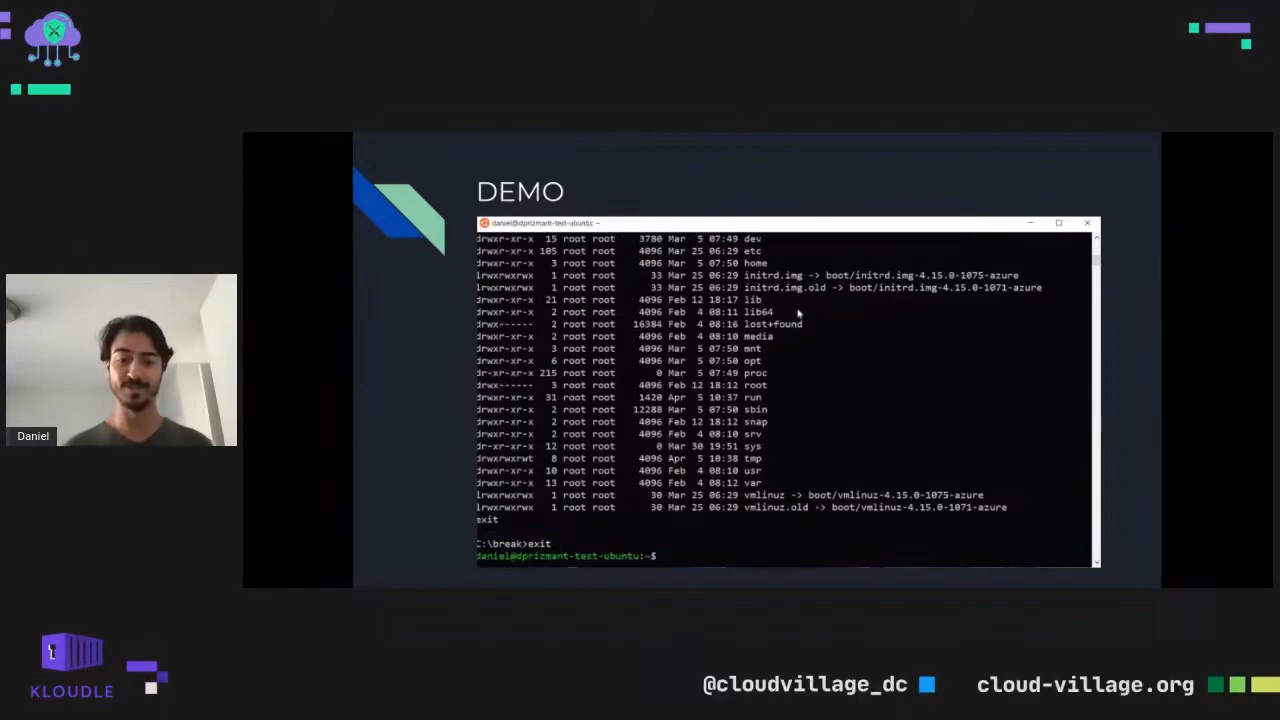 DEMO
daniel@dprizmant-test-ubuntu: ~
drwxr-xr-x 15 root root 3780 Mar 5 07:49 dev
drwxr-xr-x 105 root root 4096 Mar 25 06:29 etc
drwxr-xr-x 3 root root 4096 Mar 5 07:50 home
lrwxrwxrwx 1 root root 33 Mar 25 06:29 initrd.img -> boot/initrd.img-4.15.0-1075-azure
lrwxrwxrwx 1 root root 33 Mar 25 06:29 initrd.img.old -> boot/initrd.img-4.15.0-1071-azure
drwxr-xr-x 21 root root 4096 Feb 12 18:17 lib
drwxr-xr-x 2 root root 4096 Feb 4 08:11 lib64
drwx------ 2 root root 16384 Feb 4 08:16 lost+found
drwxr-xr-x 2 root root 4096 Feb 4 08:10 media
drwxr-xr-x 3 root root 4096 Mar 5 07:50 mnt
drwxr-xr-x 6 root root 4096 Mar 5 07:50 opt
dr-xr-xr-x 215 root root 0 Mar 5 07:49 proc
drwx------ 3 root root 4096 Feb 12 18:12 root
drwxr-xr-x 31 root root 1420 Apr 5 10:37 run
drwxr-xr-x 2 root root 12288 Mar 5 07:50 sbin
drwxr-xr-x 2 root root 4096 Feb 12 18:12 snap
drwxr-xr-x 2 root root 4096 Feb 4 08:10 srv
dr-xr-xr-x 12 root root 0 Mar 30 19:51 sys
drwxrwxrwt 8 root root 4096 Apr 5 10:38 tmp
drwxr-xr-x 10 root root 4096 Feb 4 08:10 usr
drwxr-xr-x 13 root root 4096 Feb 4 08:12 var
lrwxrwxrwx 1 root root 30 Mar 25 06:29 vmlinuz -> boot/vmlinuz-4.15.0-1075-azure
lrwxrwxrwx 1 root root 30 Mar 25 06:29 vmlinuz.old -> boot/vmlinuz-4.15.0-1071-azure
exit
C:\break>exit
daniel@dprizmant-test-ubuntu:~$
Daniel
KLOUDLE
@cloudvillage_dc
cloud-village.org